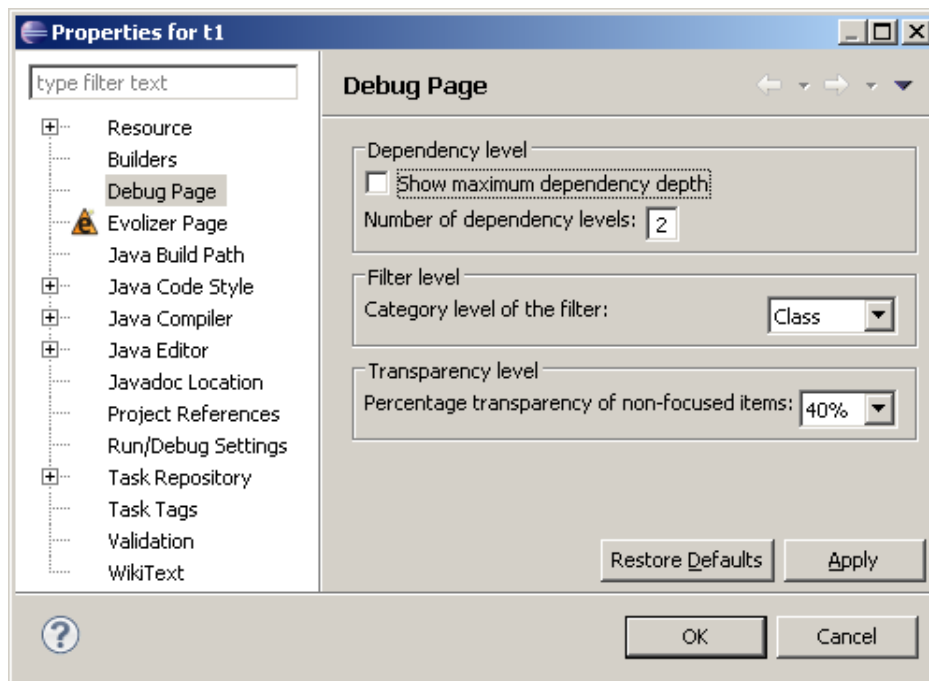 Properties for t1
type filter text
Resource
Builders
Debug Page
Evolizer Page
Java Build Path
Java Code Style
Java Compiler
Java Editor
Javadoc Location
Project References
Run/Debug Settings
Task Repository
Task Tags
Validation
WikiText
Debug Page
Dependency level
Show maximum dependency depth
Number of dependency levels: 2
Filter level
Category level of the filter: Class
Transparency level
Percentage transparency of non-focused items: 40%
Restore Defaults Apply
? OK Cancel